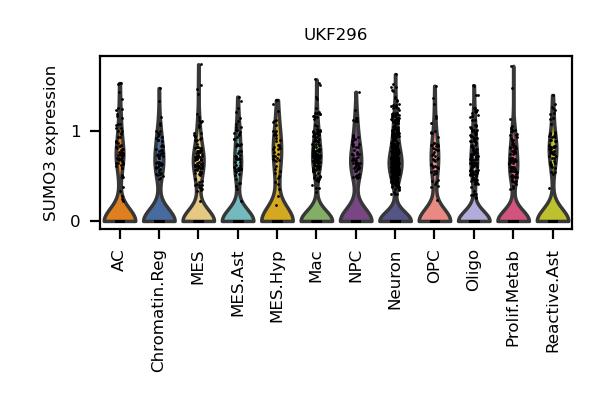 UKF296
SUMO3 expression
1
0
AC
Chromatin.Reg
MES
MES.Ast
MES.Hyp
Mac
NPC
Neuron
OPC
Oligo
Prolif.Metab
Reactive.Ast